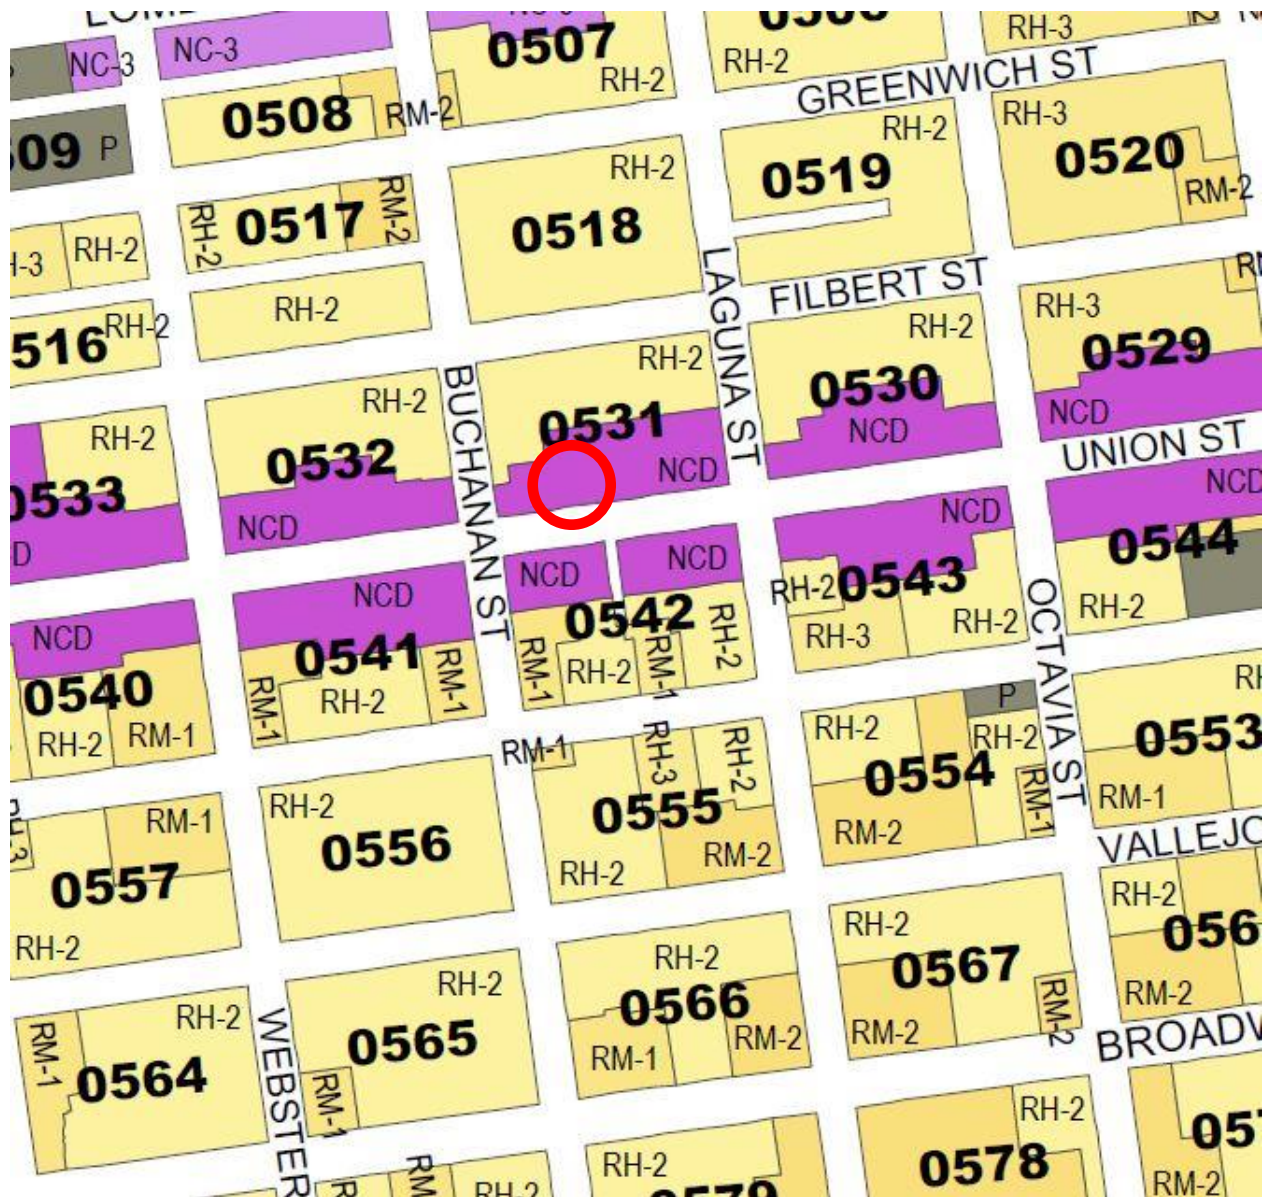 NC-3
NC-3
0507
RH-2
RH-2
RH-3
GREENWICH ST
0508
RM-2
P
RH-2
0518
RH-2
0519
RH-3
0520
RM-2
RH-2
RH-2
0517
RM-2
LAGUNA ST
FILBERT ST
RH-2
RH-2
516
RH-2
RH-2
0530
NCD
RH-3
0529
NCD
UNION ST
BUCHANAN ST
RH-2
0531
NCD
RH-2
0532
NCD
RH-2
0533
NCD
0540
RH-2
RM-1
NCD
0541
RM-1
RH-2
RM-1
NCD
NCD
0542
RM-1
RH-2
RM-1
RH-2
NCD
RH-2
0543
RH-3
RH-2
NCD
0544
RH-2
OCTAVIA ST
RM-1
0557
RH-2
RH-2
0556
RM-1
RH-3
RH-2
0555
RH-2
RM-2
P
RH-2
RH-2
0554
RM-2
RM-1
0553
RM-1
RH-2
0564
RM-1
WEBSTER
RH-2
0565
RM-1
RH-2
0566
RM-1
RM-2
RH-2
0567
RM-2
RM-2
RH-2
RM-2
RH-2
RH-2
0578
RM-2